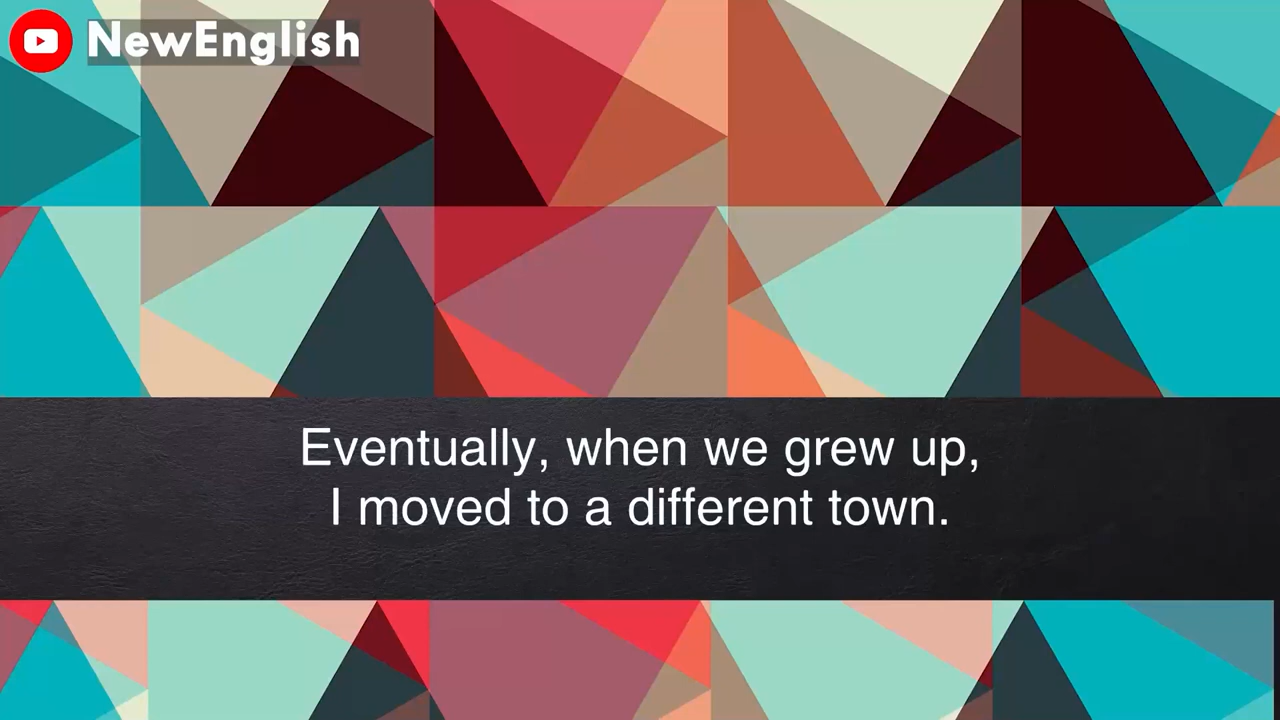 NewEnglish
Eventually, when we grew up,
I moved to a different town.